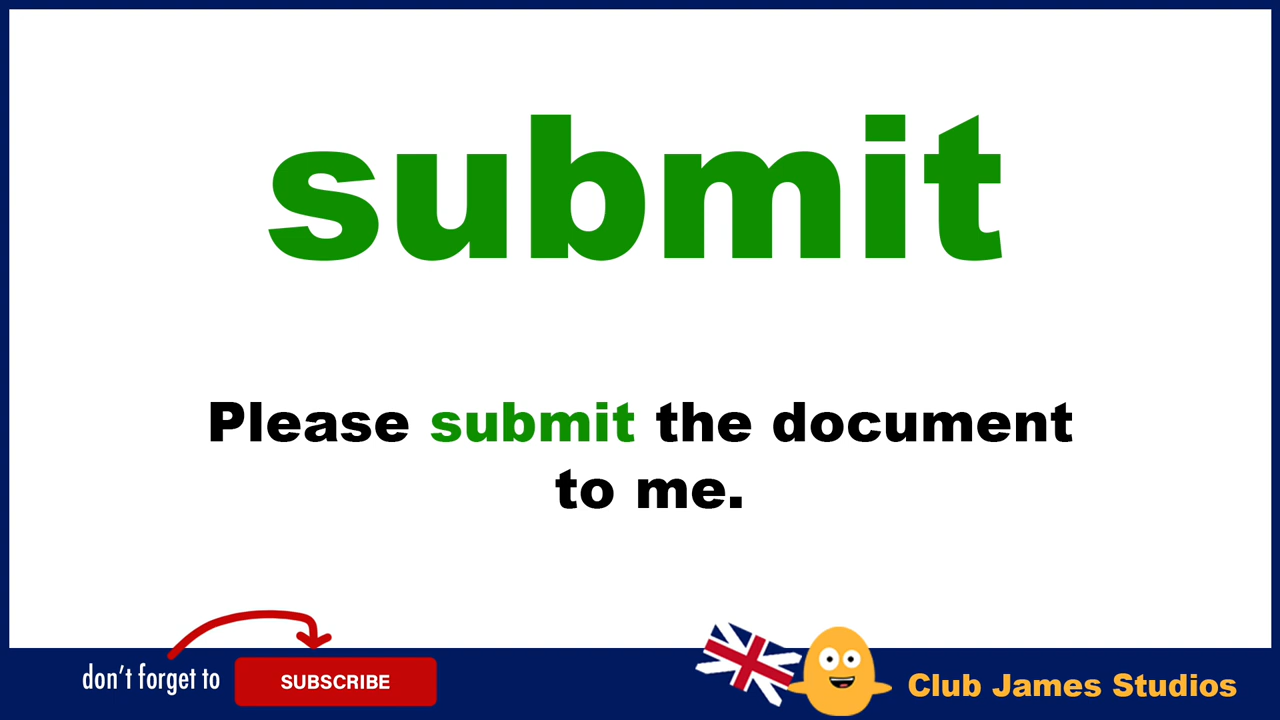 submit
Please submit the document
to me.
don't forget to
SUBSCRIBE
Club James Studios